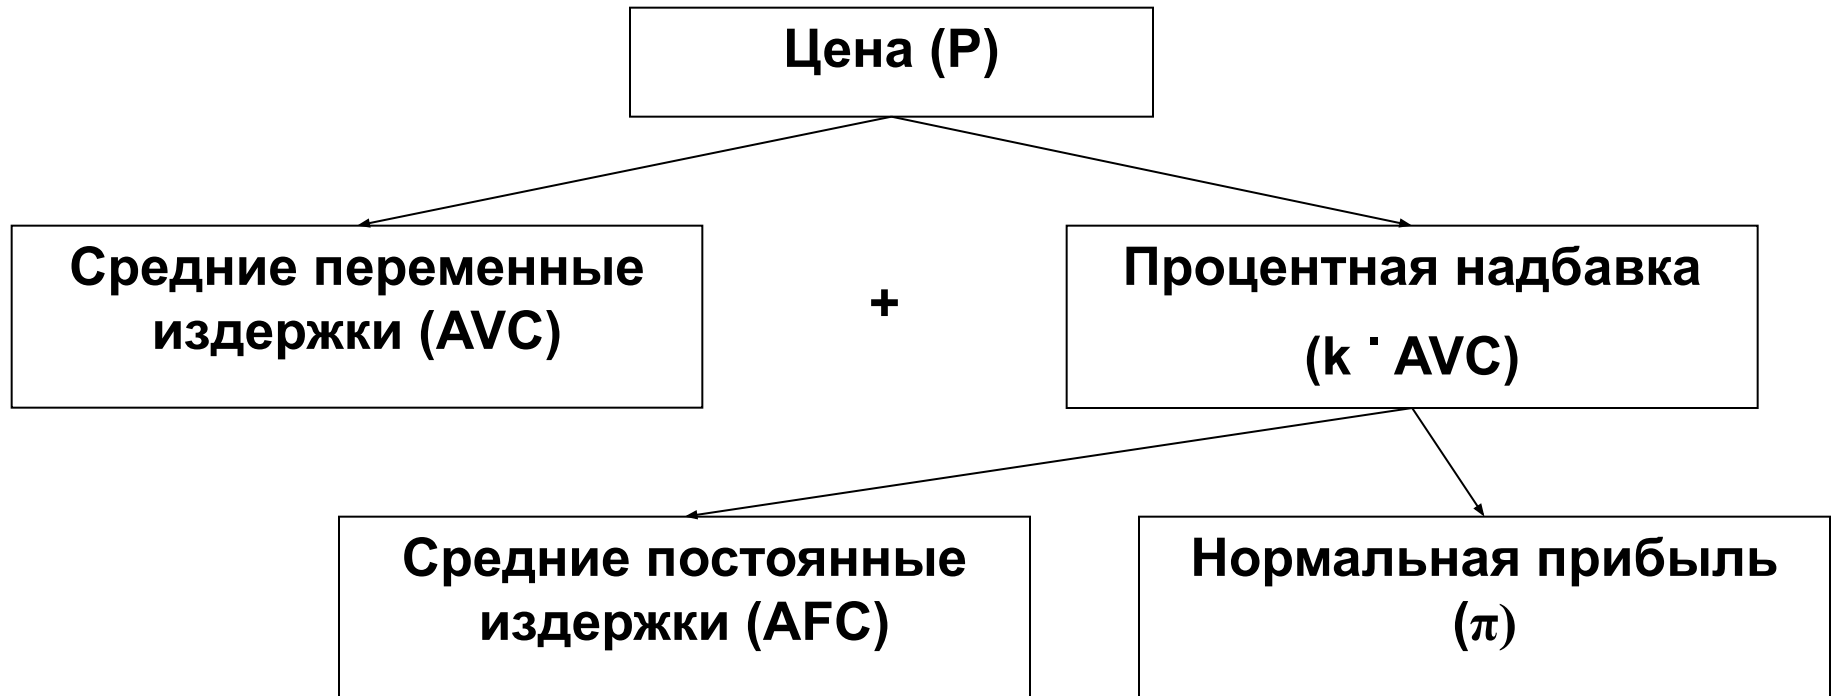 Цена (P)
Средние переменные
издержки (AVC)
+
Процентная надбавка
(k · AVC)
Средние постоянные
издержки (AFC)
Нормальная прибыль
(π)